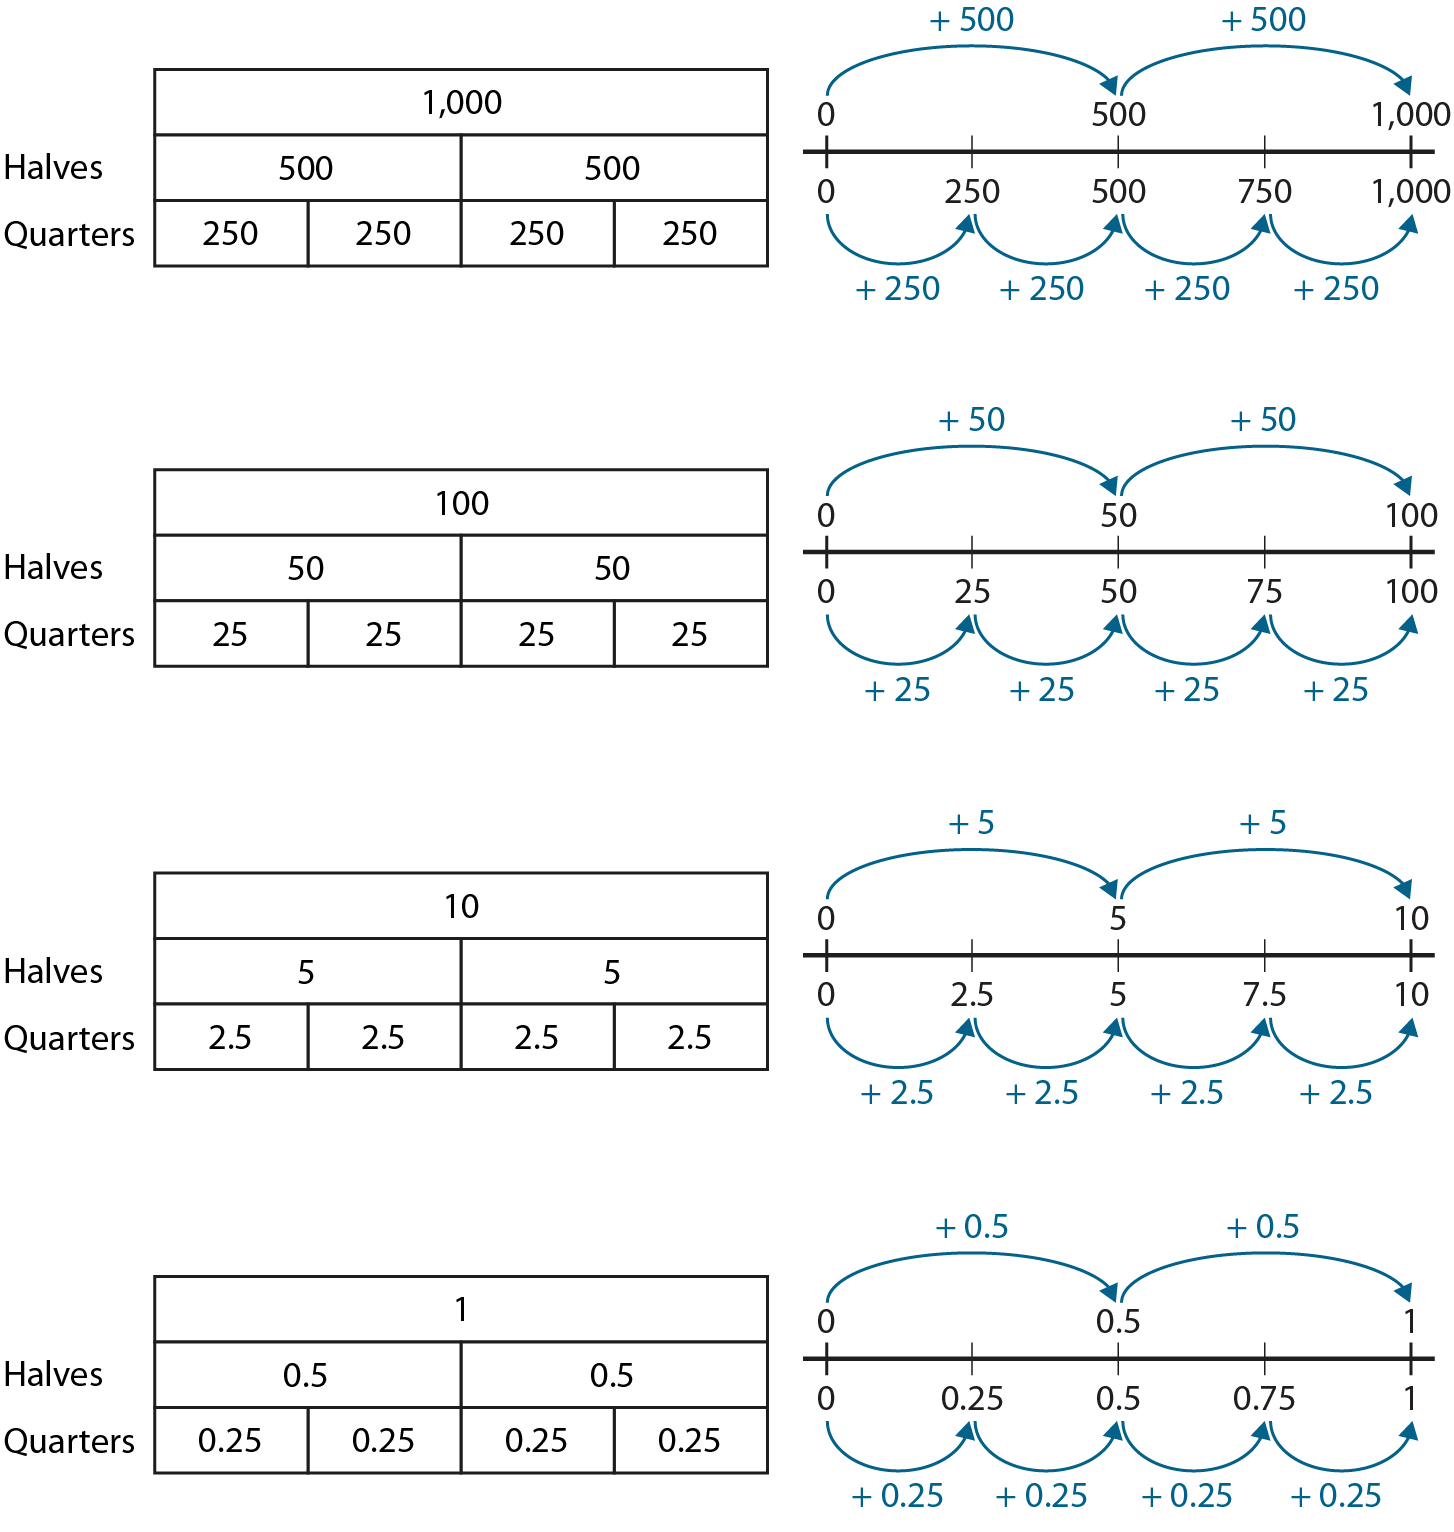 + 500 + 500
1,000
0 500 1,000
Halves 500 500
0 250 500 750 1,000
Quarters 250 250 250 250
+ 250 + 250 + 250 + 250
+ 50 + 50
100
0 50 100
Halves 50 50
0 25 50 75 100
Quarters 25 25 25 25
+ 25 + 25 + 25 + 25
+ 5 + 5
10
0 5 10
Halves 5 5
0 2.5 5 7.5 10
Quarters 2.5 2.5 2.5 2.5
+ 2.5 + 2.5 + 2.5 + 2.5
+ 0.5 + 0.5
1
0 0.5 1
Halves 0.5 0.5
0 0.25 0.5 0.75 1
Quarters 0.25 0.25 0.25 0.25
+ 0.25 + 0.25 + 0.25 + 0.25